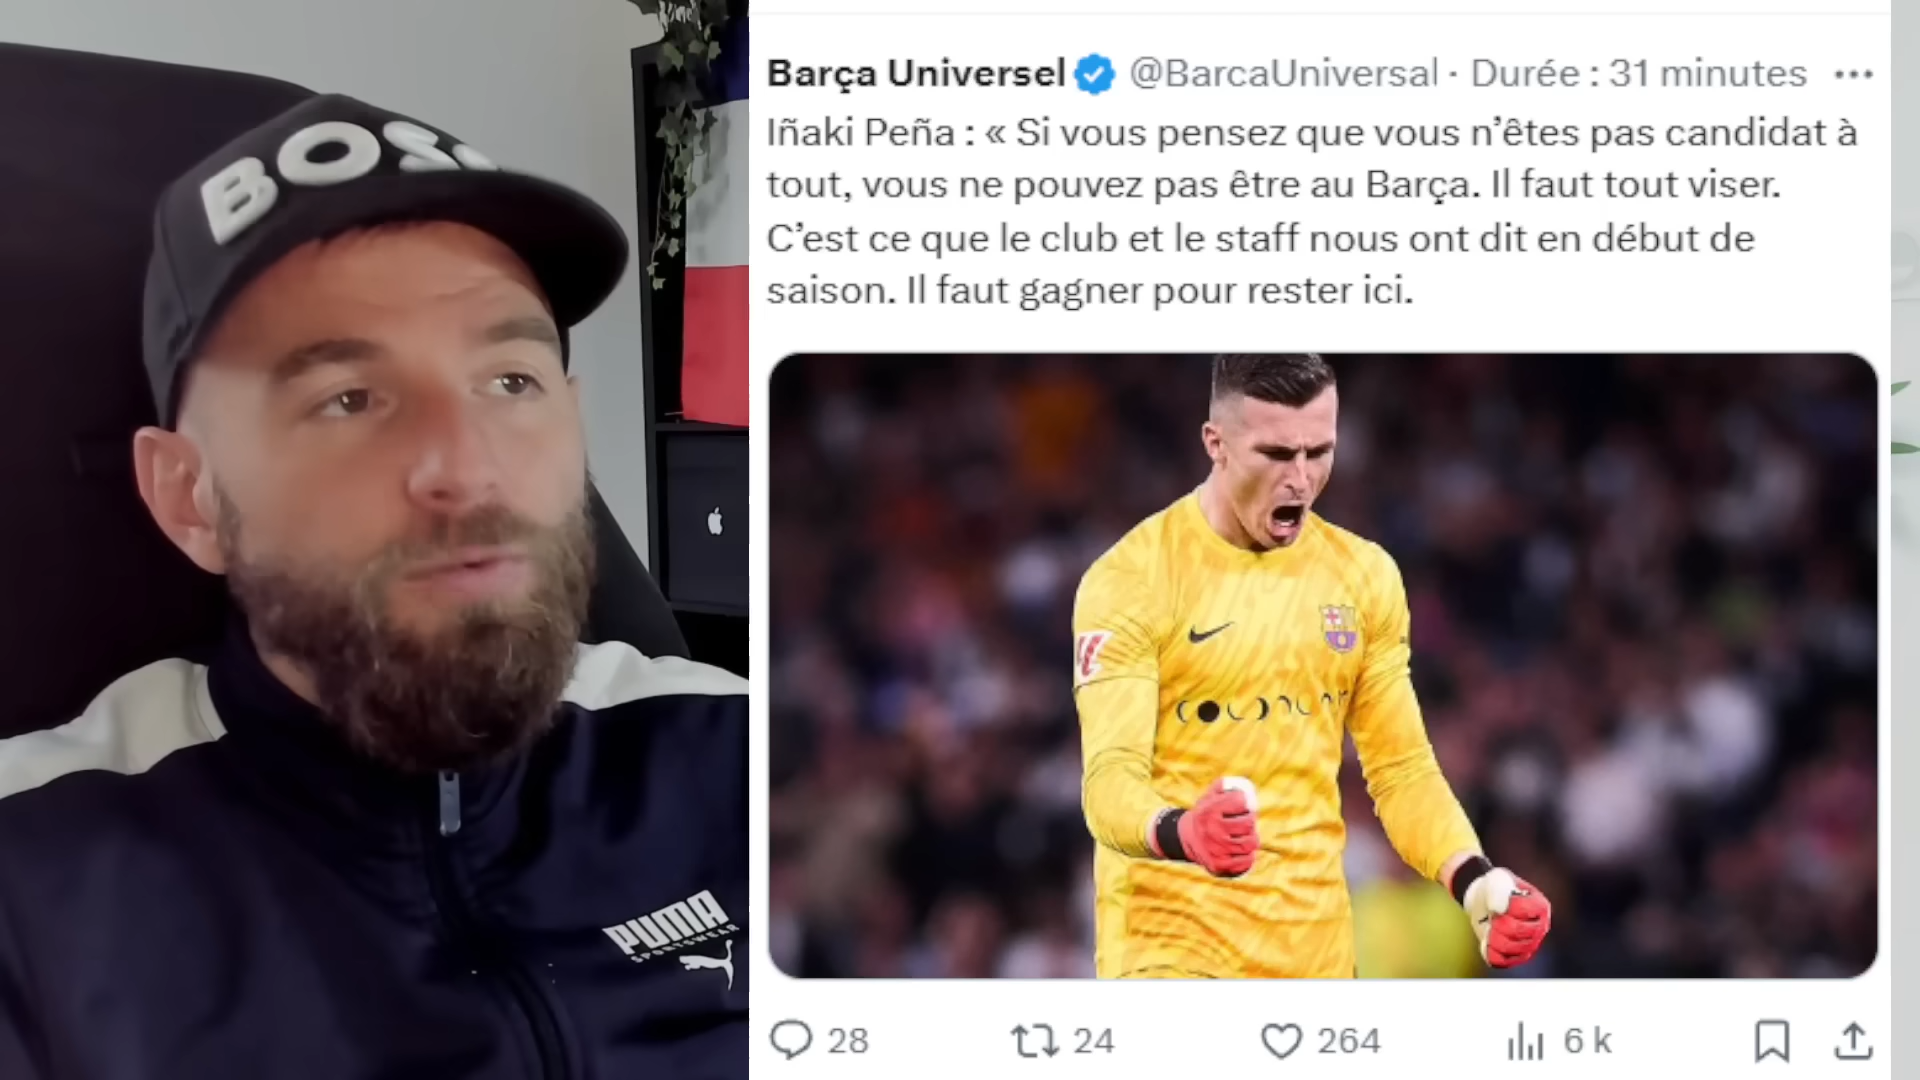 BOSS
PUMA
SPORTSWEAR
Barça Universel @BarcaUniversal · Durée : 31 minutes
Iñaki Peña : « Si vous pensez que vous n’êtes pas candidat à
tout, vous ne pouvez pas être au Barça. Il faut tout viser.
C’est ce que le club et le staff nous ont dit en début de
saison. Il faut gagner pour rester ici.
28 24 264 6 k